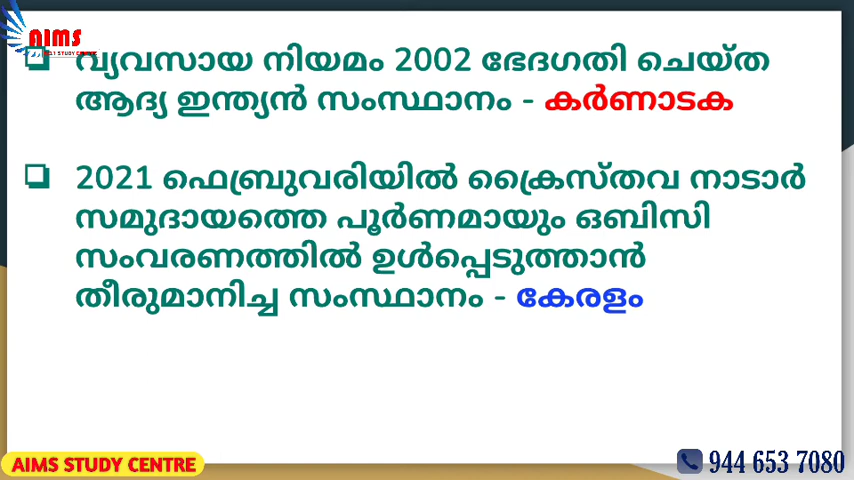 AIMS
വ്യവസായ നിയമം 2002 ഭേദഗതി ചെയ്ത
ആദ്യ ഇന്ത്യൻ സംസ്ഥാനം - കർണാടക
2021 ഫെബ്രുവരിയിൽ ക്രൈസ്തവ നാടാർ
സമുദായത്തെ പൂർണമായും ഒബിസി
സംവരണത്തിൽ ഉൾപ്പെടുത്താൻ
തീരുമാനിച്ച സംസ്ഥാനം - കേരളം
AIMS STUDY CENTRE
944 653 7080